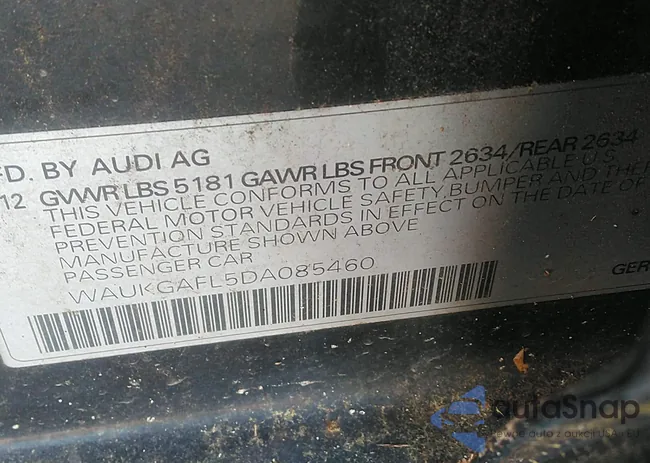 FD. BY AUDI AG
12 GVWR LBS 5181 GAWR LBS FRONT 2634/REAR 2634
THIS VEHICLE CONFORMS TO ALL APPLICABLE U.S.
FEDERAL MOTOR VEHICLE SAFETY, BUMPER AND THEF
PREVENTION STANDARDS IN EFFECT ON THE DATE OF
MANUFACTURE SHOWN ABOVE
PASSENGER CAR
WAUKGAFL5DA085460
GER
autoSnap